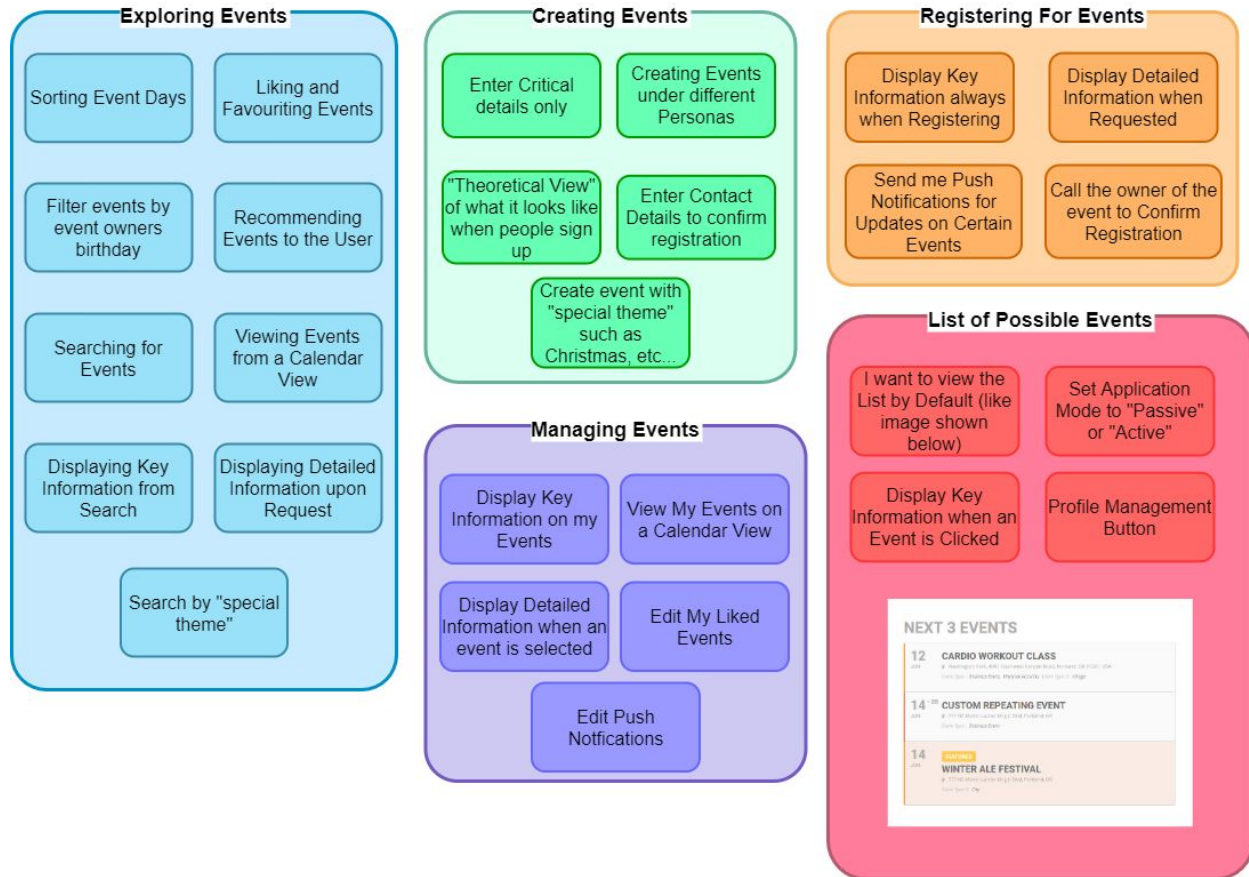 Exploring Events
Sorting Event Days
Liking and
Favouriting Events
Filter events by
event owners
birthday
Recommending
Events to the User
Searching for
Events
Viewing Events
from a Calendar
View
Displaying Key
Information from
Search
Displaying Detailed
Information upon
Request
Search by "special
theme"
Creating Events
Enter Critical
details only
Creating Events
under different
Personas
"Theoretical View"
of what it looks like
when people sign
up
Enter Contact
Details to confirm
registration
Create event with
"special theme"
such as
Christmas, etc...
Managing Events
Display Key
Information on my
Events
View My Events on
a Calendar View
Display Detailed
Information when an
event is selected
Edit My Liked
Events
Edit Push
Notfications
Registering For Events
Display Key
Information always
when Registering
Display Detailed
Information when
Requested
Send me Push
Notifications for
Updates on Certain
Events
Call the owner of the
event to Confirm
Registration
List of Possible Events
I want to view the
List by Default (like
image shown
below)
Set Application
Mode to "Passive"
or "Active"
Display Key
Information when an
Event is Clicked
Profile Management
Button
NEXT 3 EVENTS
12 CARDIO WORKOUT CLASS
JAN
14 CUSTOM REPEATING EVENT
JAN
14 FEATURED
JAN WINTER ALE FESTIVAL